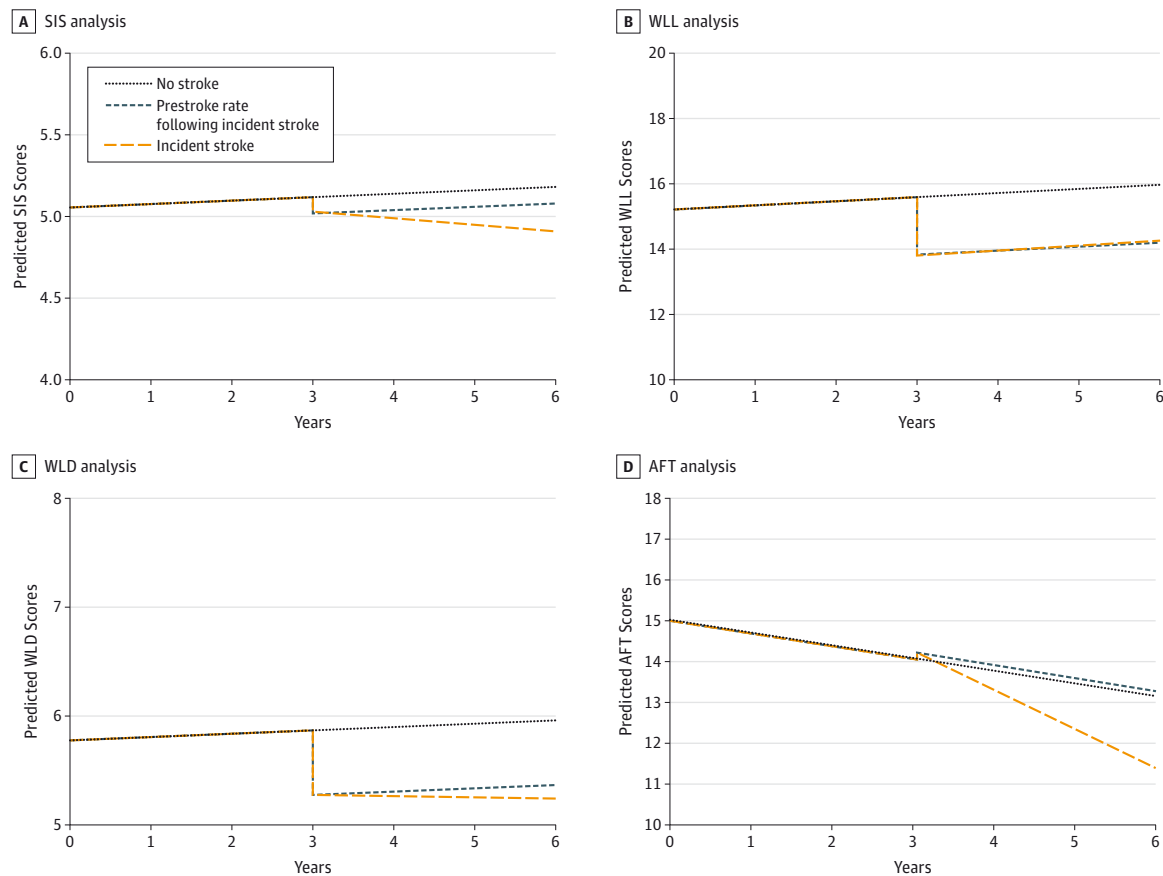 A SIS analysis
6.0
5.5
5.0
4.5
4.0
Predicted SIS Scores
No stroke
Prestroke rate
following incident stroke
Incident stroke
0 1 2 3 4 5 6
Years
B WLL analysis
20
18
16
14
12
10
Predicted WLL Scores
0 1 2 3 4 5 6
Years
C WLD analysis
8
7
6
5
Predicted WLD Scores
0 1 2 3 4 5 6
Years
D AFT analysis
18
17
16
15
14
13
12
11
10
Predicted AFT Scores
0 1 2 3 4 5 6
Years